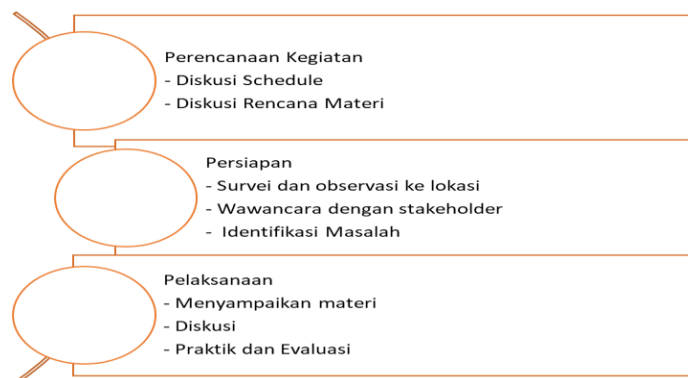 Perencanaan Kegiatan
- Diskusi Schedule
- Diskusi Rencana Materi
Persiapan
- Survei dan observasi ke lokasi
- Wawancara dengan stakeholder
- Identifikasi Masalah
Pelaksanaan
- Menyampaikan materi
- Diskusi
- Praktik dan Evaluasi